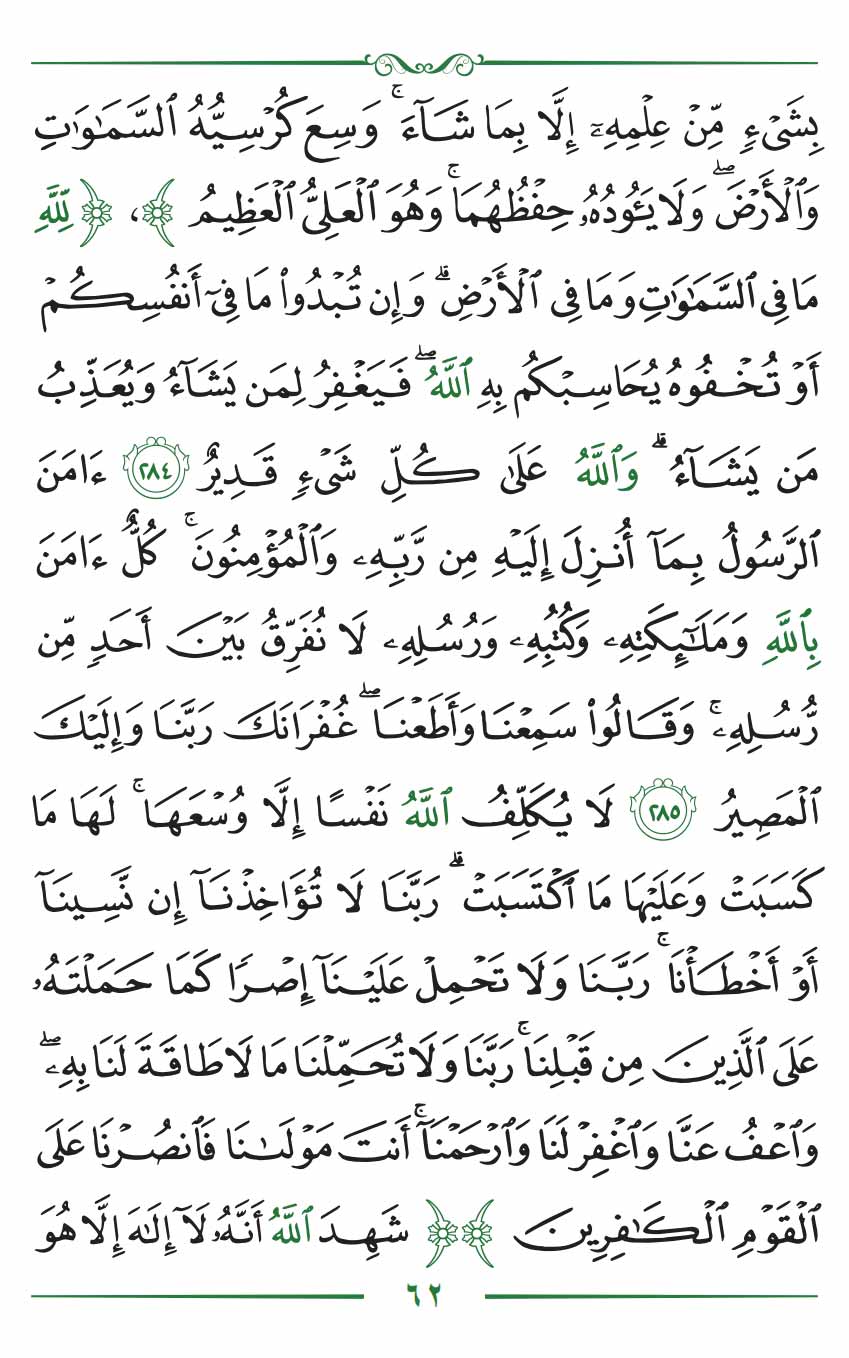 بِشَىْءٍ مِّنْ عِلْمِهِۦٓ إِلَّا بِمَا شَآءَ ۚ وَسِعَ كُرْسِيُّهُ ٱلسَّمَـٰوَٰتِ
وَٱلْأَرْضَ ۖ وَلَا يَـُٔودُهُۥ حِفْظُهُمَا ۚ وَهُوَ ٱلْعَلِىُّ ٱلْعَظِيمُ ﴾، ﴿ لِّلَّهِ
مَا فِى ٱلسَّمَـٰوَٰتِ وَمَا فِى ٱلْأَرْضِ ۗ وَإِن تُبْدُوا۟ مَا فِىٓ أَنفُسِكُمْ
أَوْ تُخْفُوهُ يُحَاسِبْكُم بِهِ ٱللَّهُ ۖ فَيَغْفِرُ لِمَن يَشَآءُ وَيُعَذِّبُ
مَن يَشَآءُ ۗ وَٱللَّهُ عَلَىٰ كُلِّ شَىْءٍ قَدِيرٌ ٢٨٤ ءَامَنَ
ٱلرَّسُولُ بِمَآ أُنزِلَ إِلَيْهِ مِن رَّبِّهِۦ وَٱلْمُؤْمِنُونَ ۚ كُلٌّ ءَامَنَ
بِٱللَّهِ وَمَلَـٰٓئِكَتِهِۦ وَكُتُبِهِۦ وَرُسُلِهِۦ لَا نُفَرِّقُ بَيْنَ أَحَدٍ مِّن
رُّسُلِهِۦ ۚ وَقَالُوا۟ سَمِعْنَا وَأَطَعْنَا ۖ غُفْرَانَكَ رَبَّنَا وَإِلَيْكَ
ٱلْمَصِيرُ ٢٨٥ لَا يُكَلِّفُ ٱللَّهُ نَفْسًا إِلَّا وُسْعَهَا ۚ لَهَا مَا
كَسَبَتْ وَعَلَيْهَا مَا ٱكْتَسَبَتْ ۗ رَبَّنَا لَا تُؤَاخِذْنَآ إِن نَّسِينَآ
أَوْ أَخْطَأْنَا ۚ رَبَّنَا وَلَا تَحْمِلْ عَلَيْنَآ إِصْرًا كَمَا حَمَلْتَهُۥ
عَلَى ٱلَّذِينَ مِن قَبْلِنَا ۚ رَبَّنَا وَلَا تُحَمِّلْنَا مَا لَا طَاقَةَ لَنَا بِهِۦ ۖ
وَٱعْفُ عَنَّا وَٱغْفِرْ لَنَا وَٱرْحَمْنَآ ۚ أَنتَ مَوْلَىٰنَا فَٱنصُرْنَا عَلَى
ٱلْقَوْمِ ٱلْكَـٰفِرِينَ ﴾ ﴿ شَهِدَ ٱللَّهُ أَنَّهُۥ لَآ إِلَـٰهَ إِلَّا هُوَ
٦٢